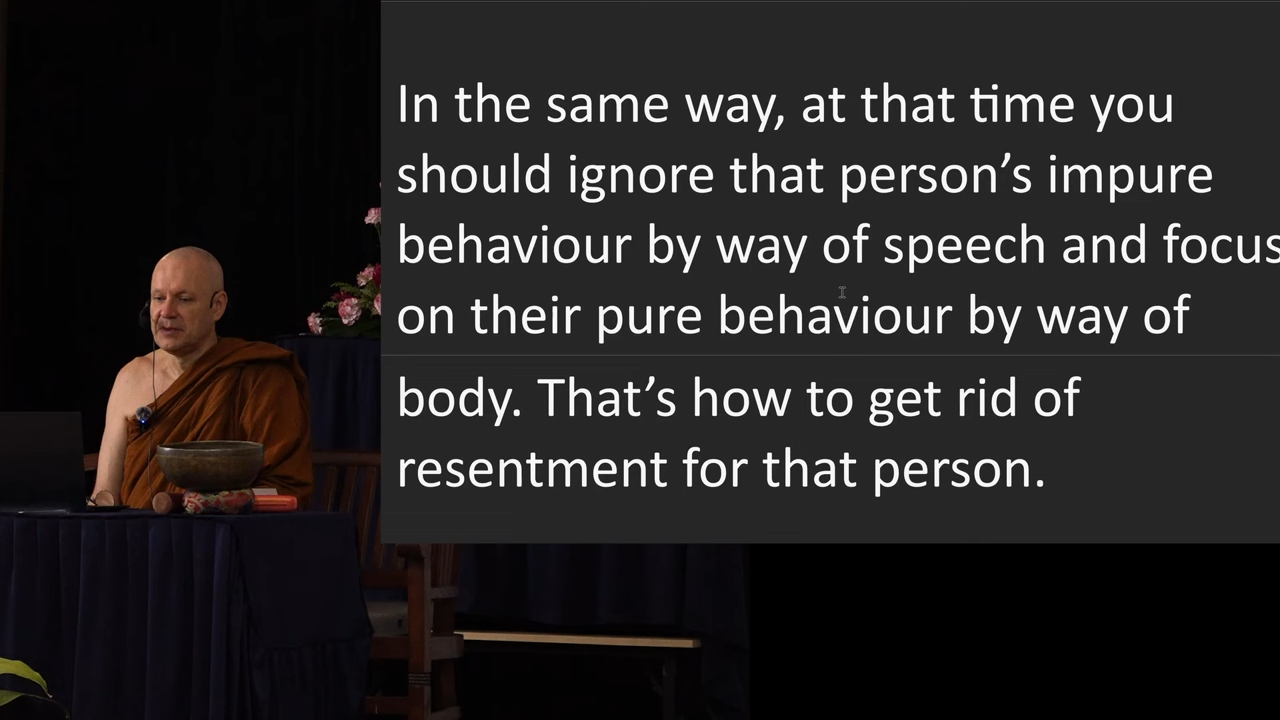 In the same way, at that time you
should ignore that person’s impure
behaviour by way of speech and focus
on their pure behaviour by way of
body. That’s how to get rid of
resentment for that person.